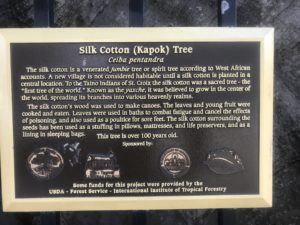 Silk Cotton (Kapok) Tree
Ceiba pentandra
The silk cotton is a venerated jumbie tree or spirit tree according to West African
accounts. A new village is not considered habitable until a silk cotton is planted in a
central location. To the Taino Indians of St. Croix the silk cotton was a sacred tree - the
"first tree of the world." Known as the yaxche, it was believed to grow in the center of
the world, spreading its branches into various heavenly realms.
The silk cotton's wood was used to make canoes. The leaves and young fruit were
cooked and eaten. Leaves were used in baths to combat fatigue and cancel the effects
of poisoning, and also used as a poultice for sore feet. The silk cotton surrounding the
seeds has been used as a stuffing in pillows, mattresses, and life preservers, and as a
lining in sleeping bags.
This tree is over 100 years old.
Sponsored by:
Some funds for this project were provided by the
USDA - Forest Service - International Institute of Tropical Forestry